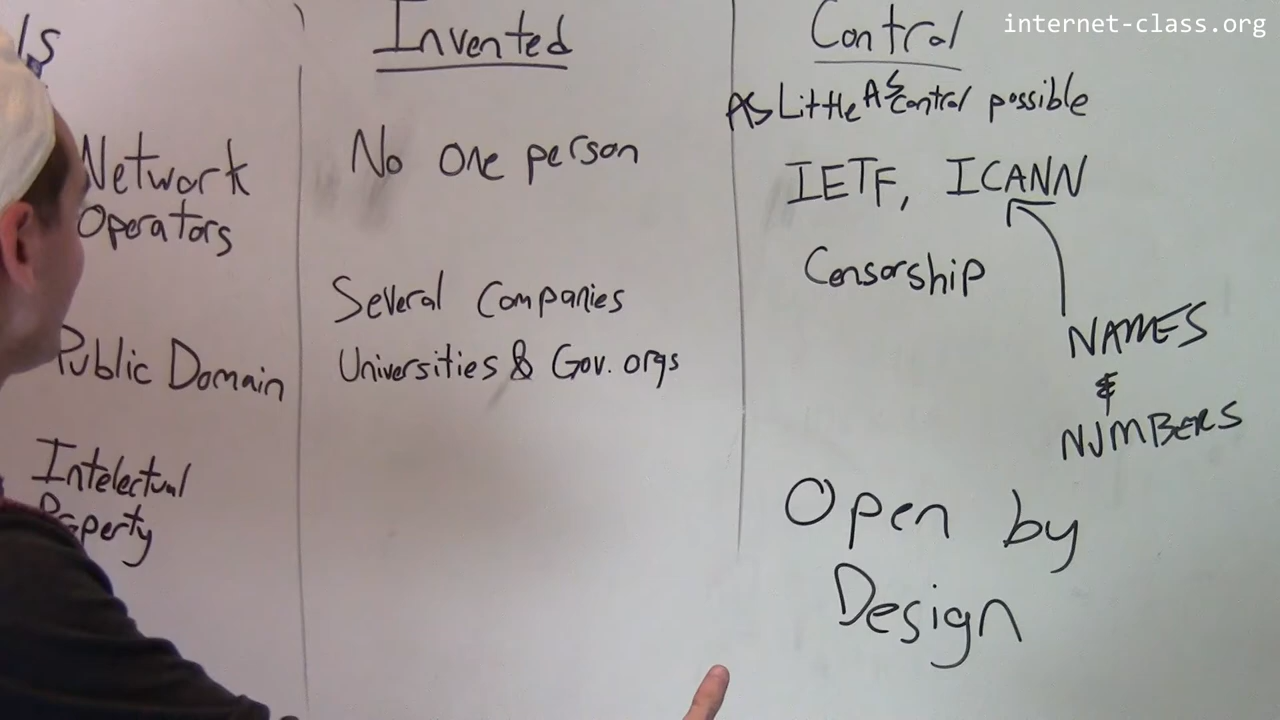 internet-class.org
Network
Operators
Public Domain
Intelectual
Property
Invented
No one person
Several Companies
Universities & Gov. orgs
Control
As Little As control possible
IETF, ICANN
Censorship
NAMES
&
NUMBERS
Open by
Design